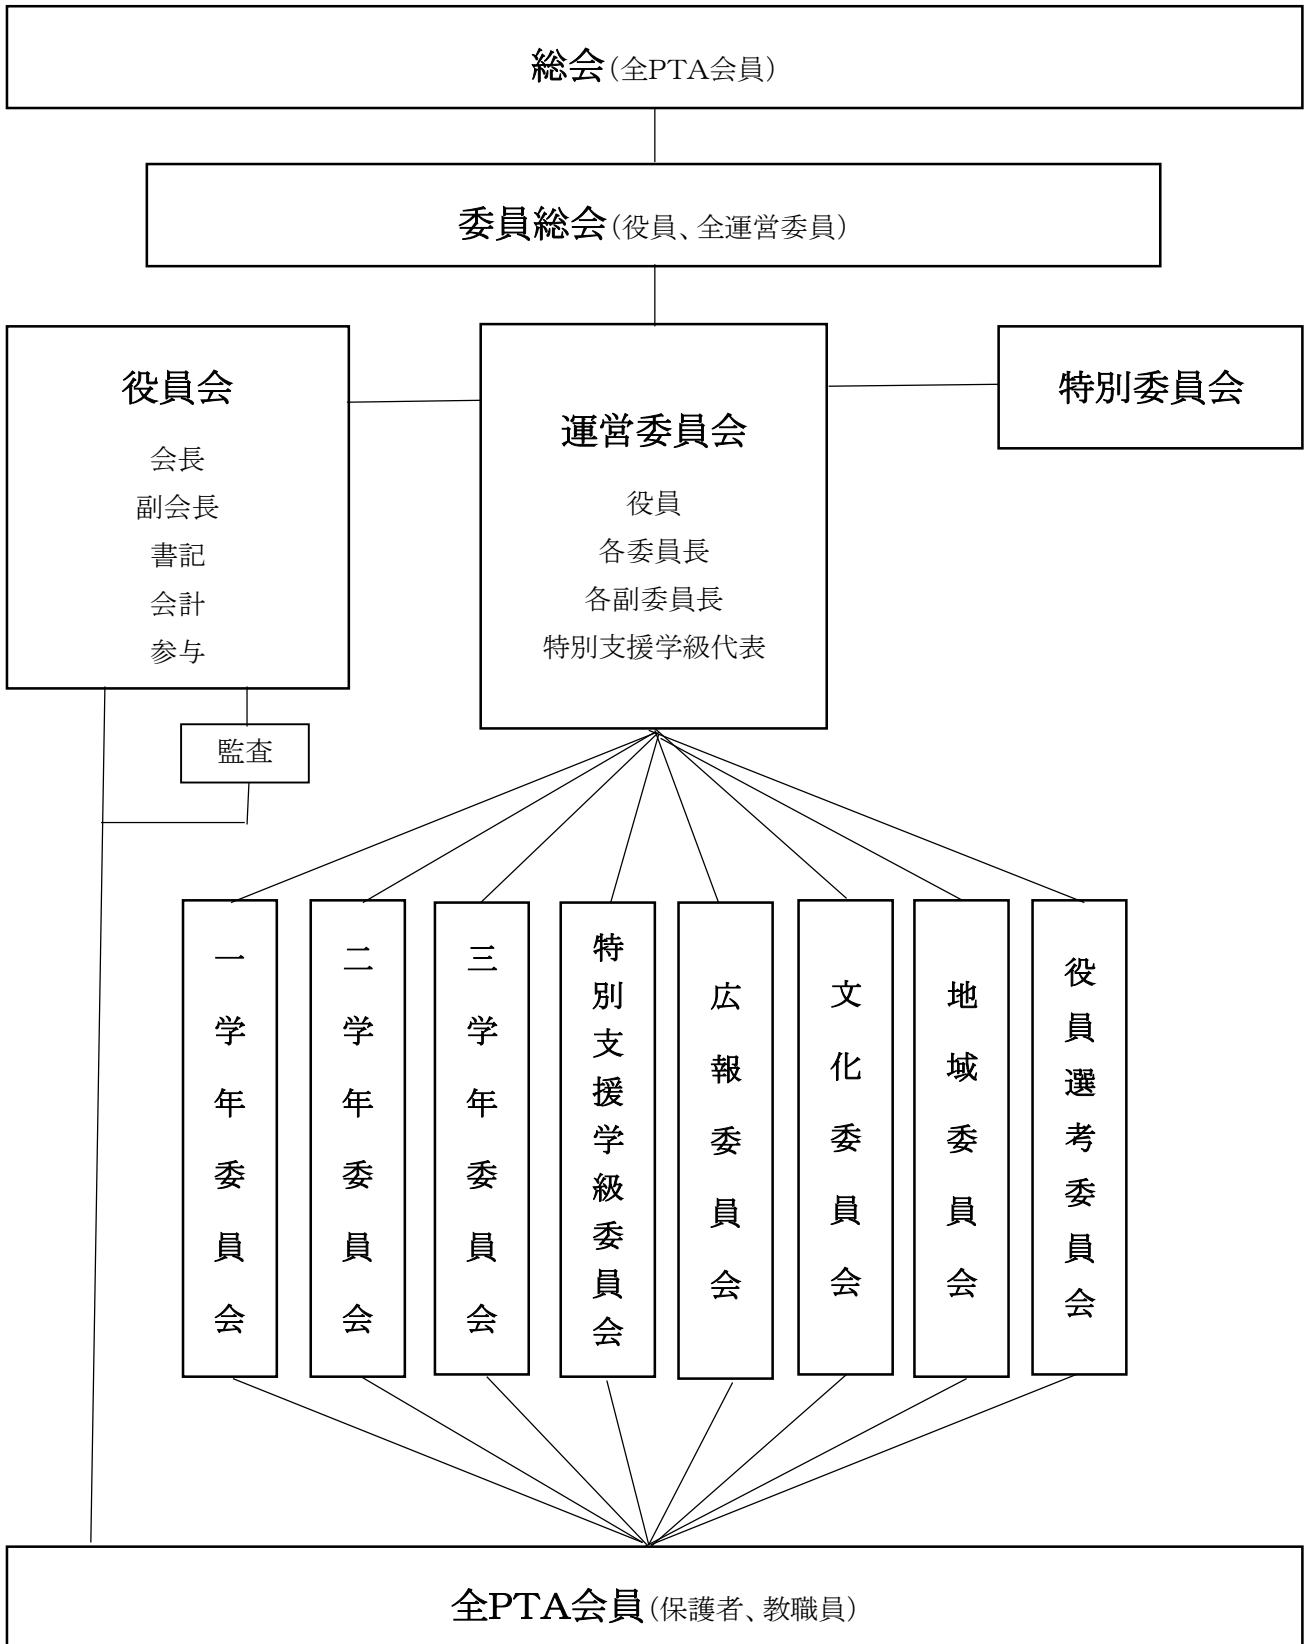 総会(全PTA会員)
委員総会(役員、全運営委員)
役員会
会長
副会長
書記
会計
参与
運営委員会
役員
各委員長
各副委員長
特別支援学級代表
特別委員会
監査
一学年委員会
二学年委員会
三学年委員会
特別支援学級委員会
広報委員会
文化委員会
地域委員会
役員選考委員会
全PTA会員(保護者、教職員)